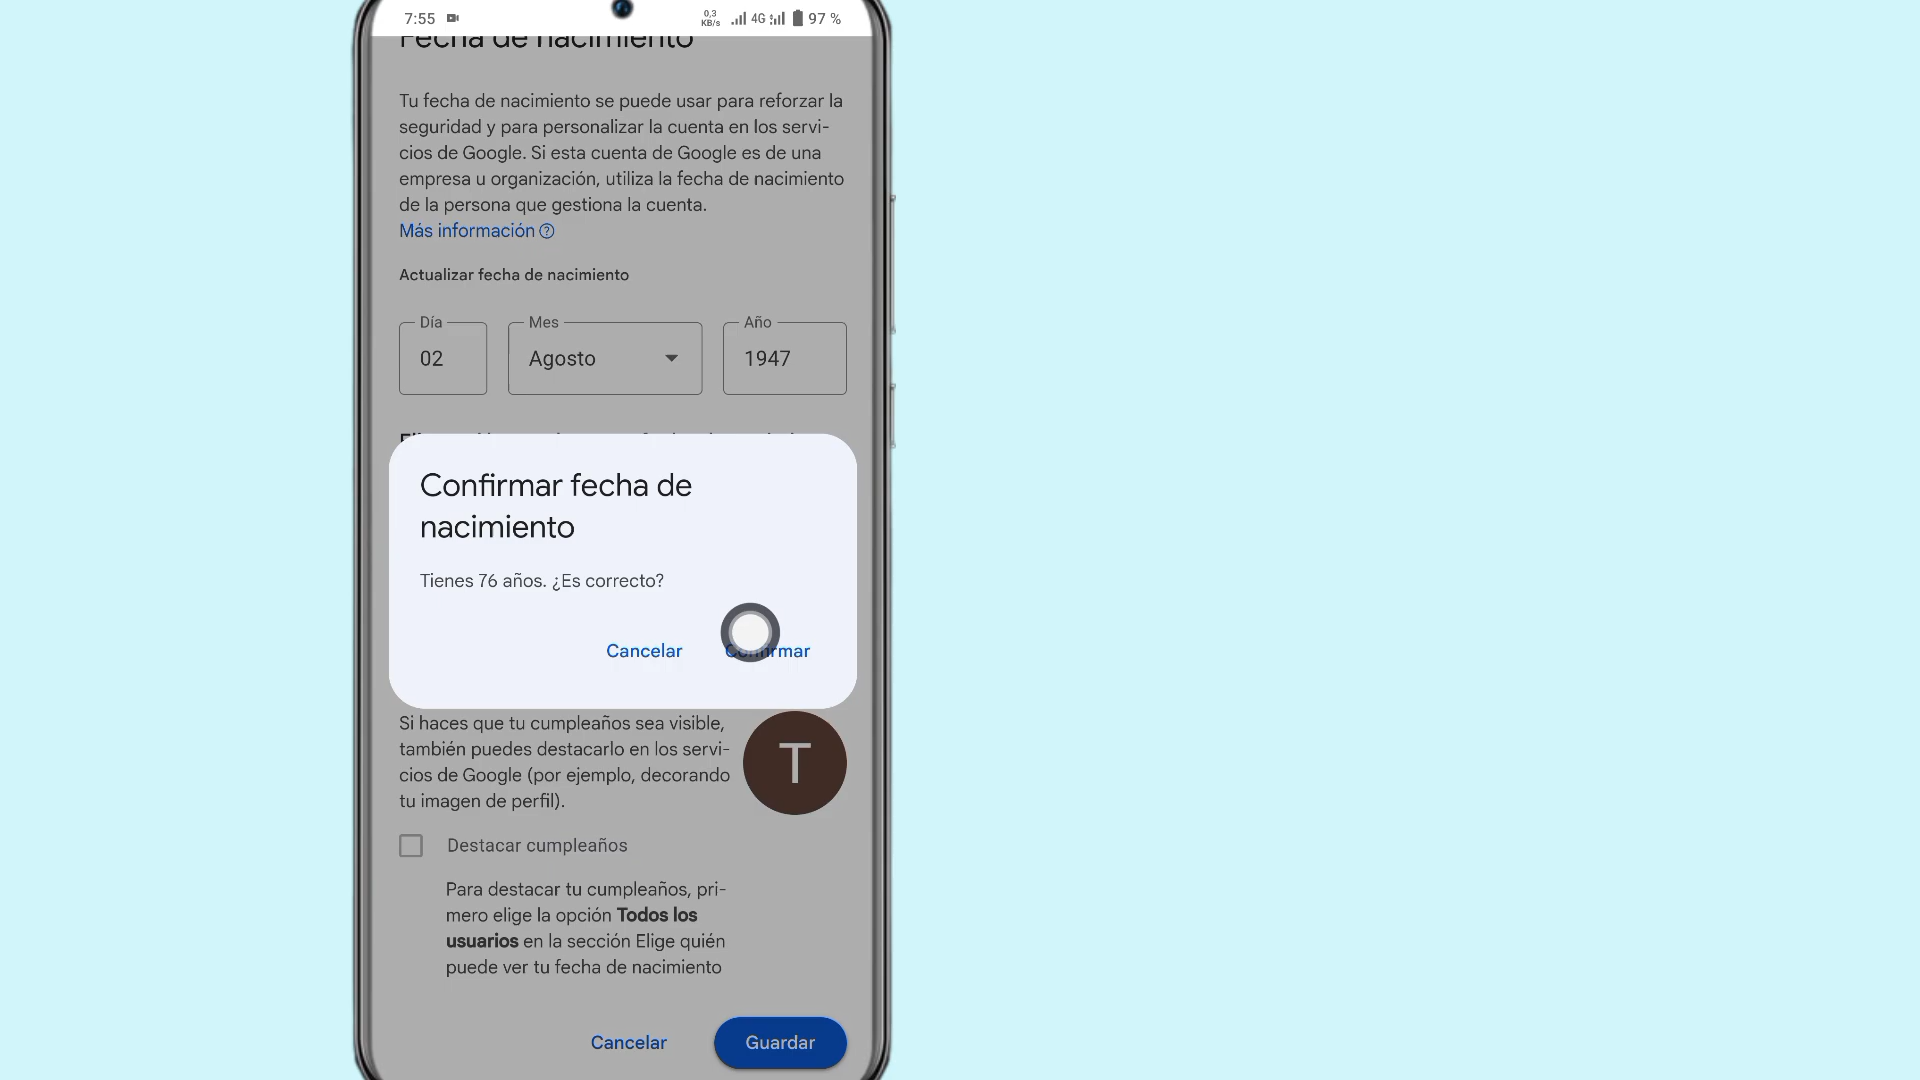 7:55
0,3
KB/s
4G
97 %
Fecha de nacimiento
Tu fecha de nacimiento se puede usar para reforzar la
seguridad y para personalizar la cuenta en los servi-
cios de Google. Si esta cuenta de Google es de una
empresa u organización, utiliza la fecha de nacimiento
de la persona que gestiona la cuenta.
Más información
Actualizar fecha de nacimiento
Día
Mes
Año
02
Agosto
1947
Confirmar fecha de
nacimiento
Tienes 76 años. ¿Es correcto?
Cancelar
Confirmar
Si haces que tu cumpleaños sea visible,
también puedes destacarlo en los servi-
cios de Google (por ejemplo, decorando
tu imagen de perfil).
T
Destacar cumpleaños
Para destacar tu cumpleaños, pri-
mero elige la opción Todos los
usuarios en la sección Elige quién
puede ver tu fecha de nacimiento
Cancelar
Guardar